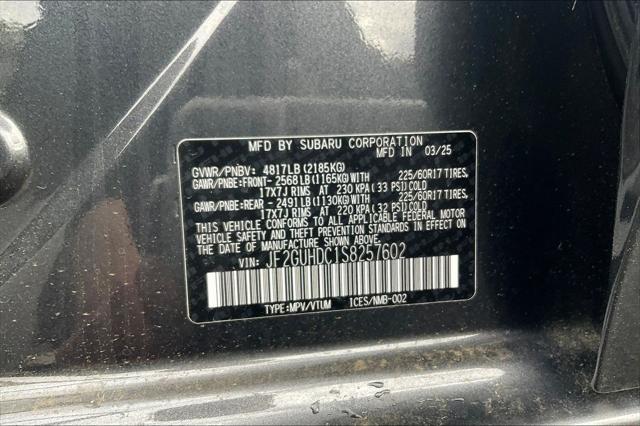 MFD BY SUBARU CORPORATION
MFD IN 03/25
GVWR/PNBV: 4817LB (2185KG)
GAWR/PNBE:FRONT-2568LB(1165KG)WITH 225/60R17 TIRES,
17X7J RIMS AT 230 KPA(33 PSI)COLD
GAWR/PNBE:REAR -2491LB(1130KG)WITH 225/60R17 TIRES,
17X7J RIMS AT 220 KPA(32 PSI)COLD
THIS VEHICLE CONFORMS TO ALL APPLICABLE FEDERAL MOTOR
VEHICLE SAFETY AND THEFT PREVENTION STANDARDS IN EFFECT ON
THE DATE OF MANUFACTURE SHOWN ABOVE.
VIN: JF2GUHDC1S8257602
TYPE:MPV/VTUM ICES/NMB-002